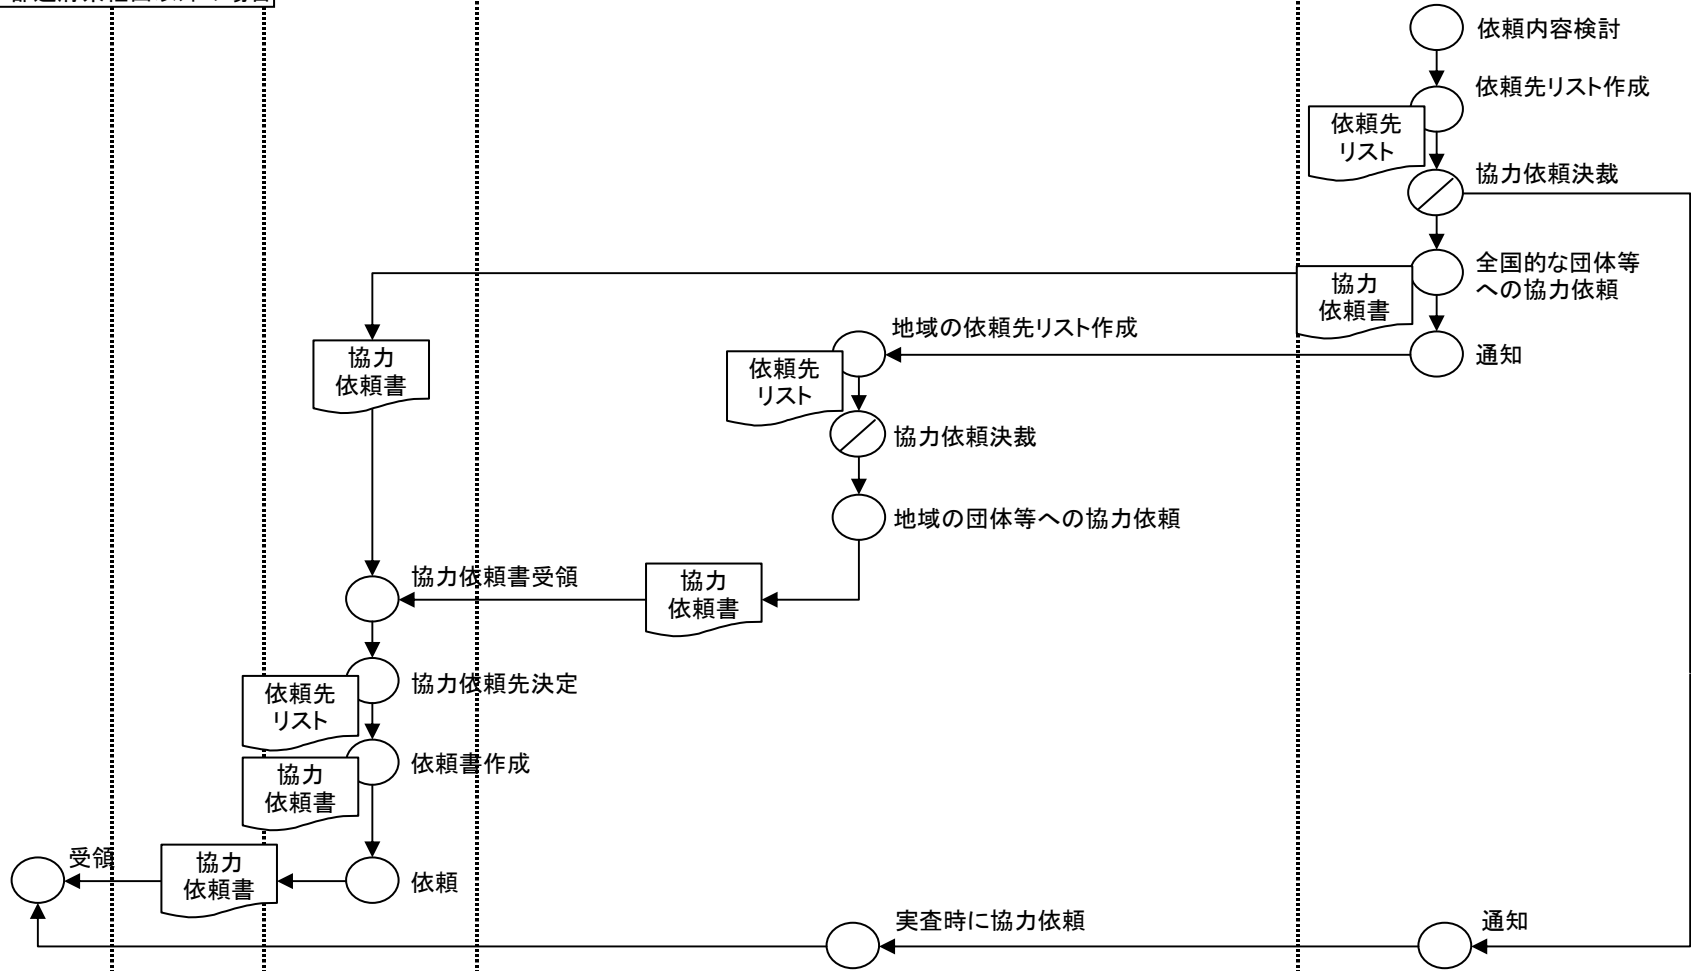 依頼内容検討
依頼先リスト作成
依頼先
リスト
協力依頼決裁
全国的な団体等
への協力依頼
協力
依頼書
通知
地域の依頼先リスト作成
依頼先
リスト
協力
依頼書
協力依頼決裁
地域の団体等への協力依頼
協力依頼書受領
協力
依頼書
協力依頼先決定
依頼先
リスト
依頼書作成
協力
依頼書
受領
協力
依頼書
依頼
実査時に協力依頼
通知